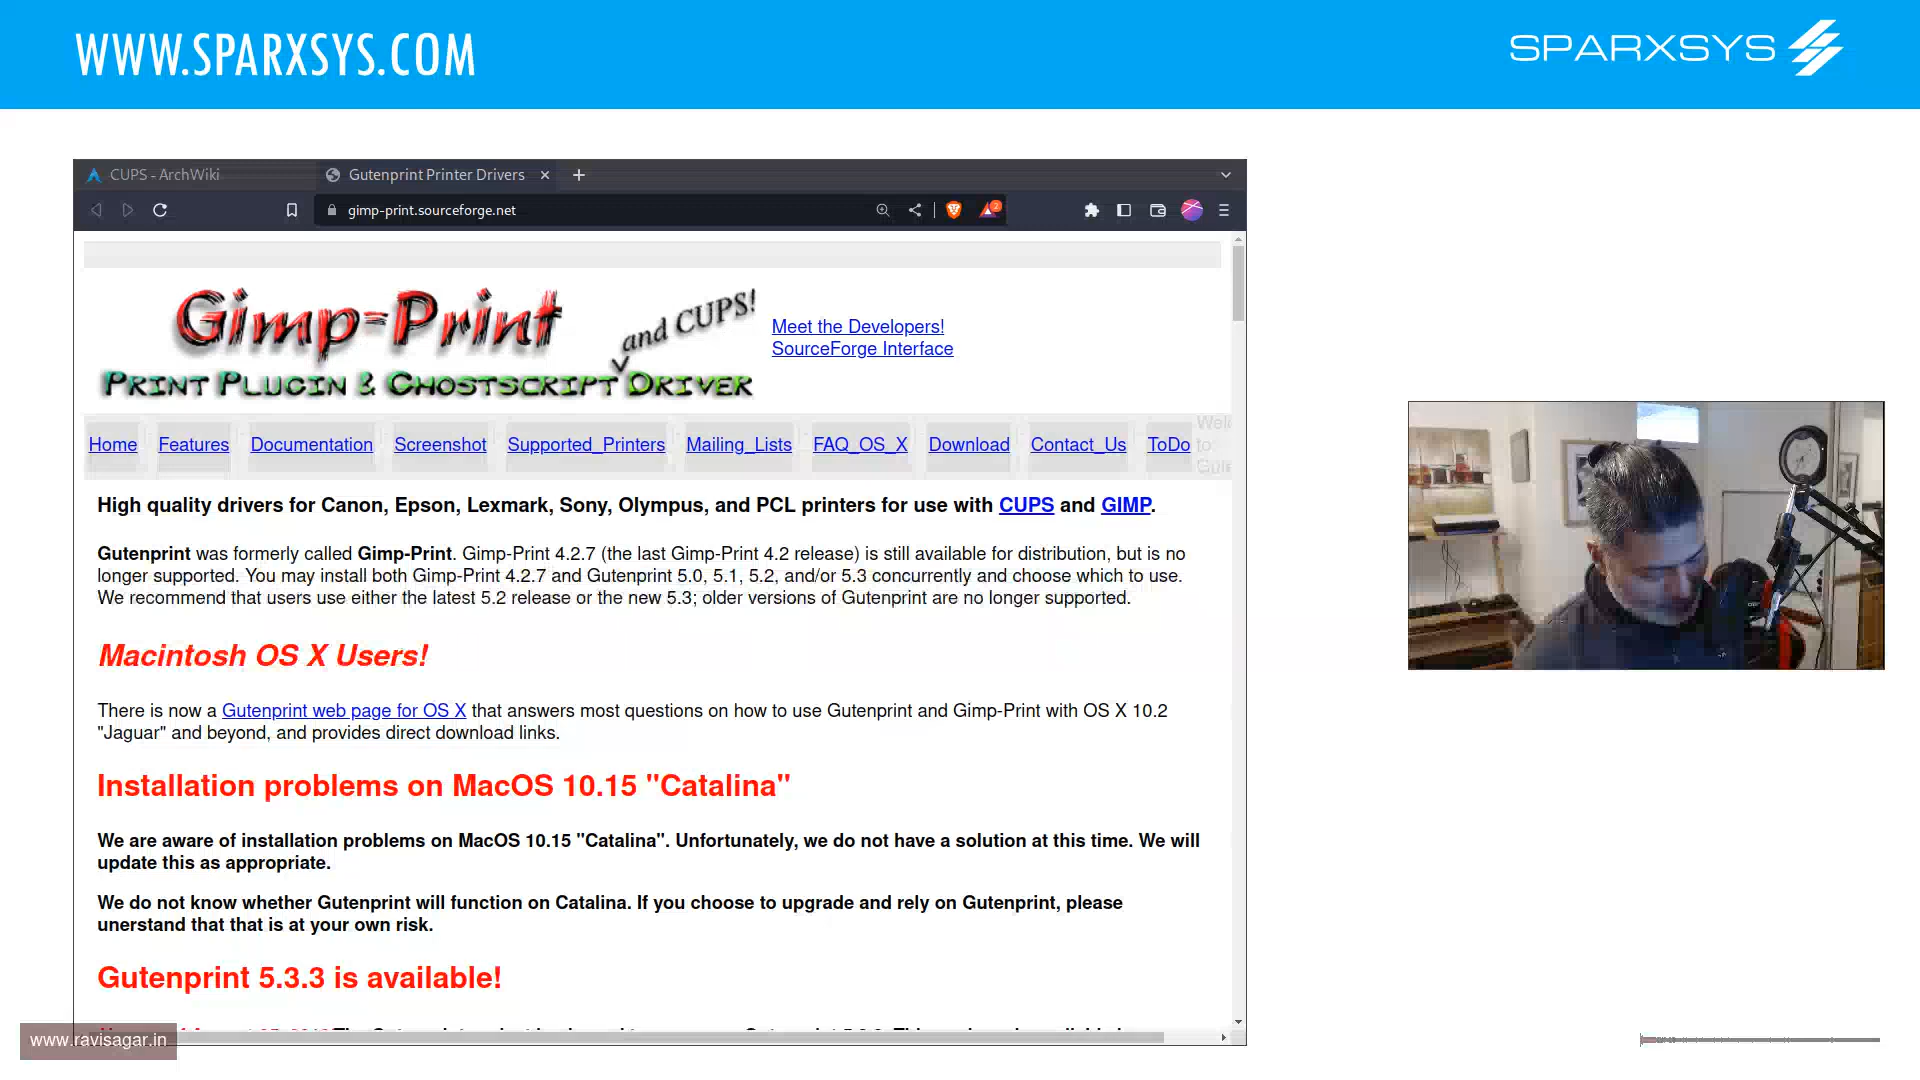 WWW.SPARXSYS.COM
SPARXSYS
CUPS - ArchWiki
Gutenprint Printer Drivers
gimp-print.sourceforge.net
2
Gimp-Print
and CUPS!
PRINT PLUGIN & GHOSTSCRIPT DRIVER
Meet the Developers!
SourceForge Interface
Home Features Documentation Screenshot Supported_Printers Mailing_Lists FAQ_OS_X Download Contact_Us ToDo
to
High quality drivers for Canon, Epson, Lexmark, Sony, Olympus, and PCL printers for use with CUPS and GIMP.
Gutenprint was formerly called Gimp-Print. Gimp-Print 4.2.7 (the last Gimp-Print 4.2 release) is still available for distribution, but is no
longer supported. You may install both Gimp-Print 4.2.7 and Gutenprint 5.0, 5.1, 5.2, and/or 5.3 concurrently and choose which to use.
We recommend that users use either the latest 5.2 release or the new 5.3; older versions of Gutenprint are no longer supported.
Macintosh OS X Users!
There is now a Gutenprint web page for OS X that answers most questions on how to use Gutenprint and Gimp-Print with OS X 10.2
"Jaguar" and beyond, and provides direct download links.
Installation problems on MacOS 10.15 "Catalina"
We are aware of installation problems on MacOS 10.15 "Catalina". Unfortunately, we do not have a solution at this time. We will
update this as appropriate.
We do not know whether Gutenprint will function on Catalina. If you choose to upgrade and rely on Gutenprint, please
unerstand that that is at your own risk.
Gutenprint 5.3.3 is available!
www.ravisagar.in